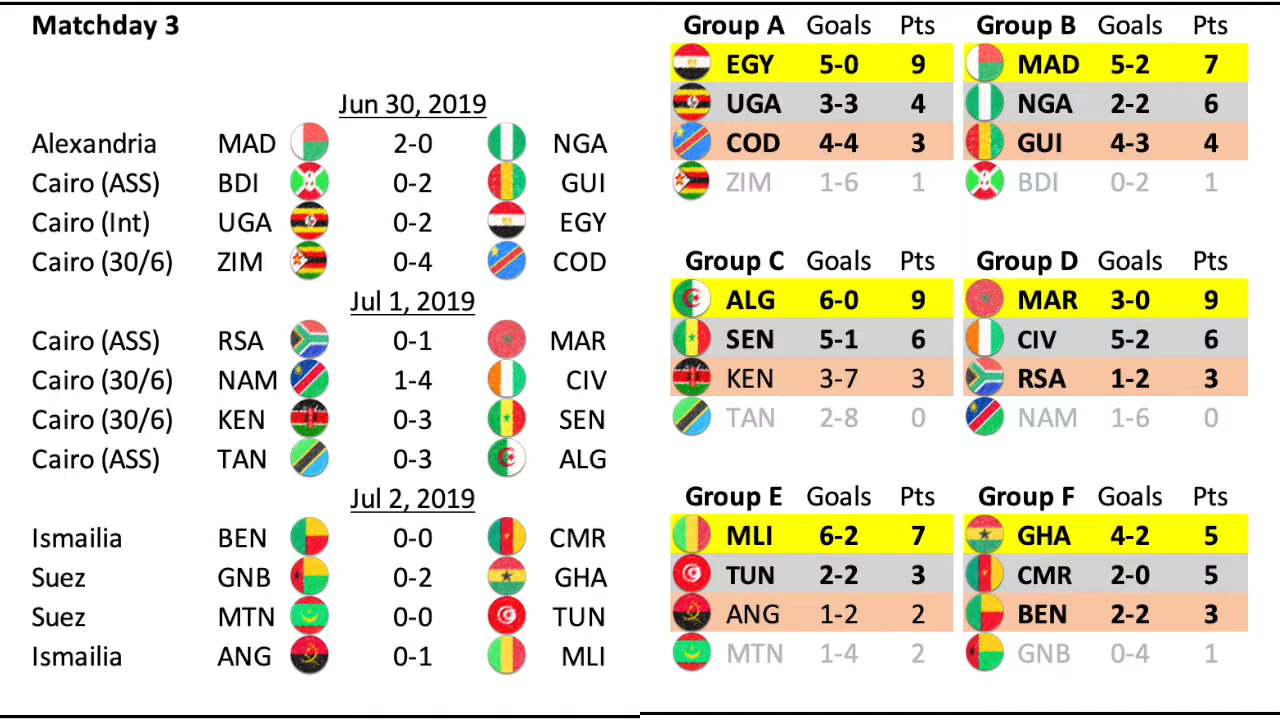 Matchday 3
Jun 30, 2019
Alexandria MAD 2-0 NGA
Cairo (ASS) BDI 0-2 GUI
Cairo (Int) UGA 0-2 EGY
Cairo (30/6) ZIM 0-4 COD
Jul 1, 2019
Cairo (ASS) RSA 0-1 MAR
Cairo (30/6) NAM 1-4 CIV
Cairo (30/6) KEN 0-3 SEN
Cairo (ASS) TAN 0-3 ALG
Jul 2, 2019
Ismailia BEN 0-0 CMR
Suez GNB 0-2 GHA
Suez MTN 0-0 TUN
Ismailia ANG 0-1 MLI
Group A Goals Pts
EGY 5-0 9
UGA 3-3 4
COD 4-4 3
ZIM 1-6 1
Group B Goals Pts
MAD 5-2 7
NGA 2-2 6
GUI 4-3 4
BDI 0-2 1
Group C Goals Pts
ALG 6-0 9
SEN 5-1 6
KEN 3-7 3
TAN 2-8 0
Group D Goals Pts
MAR 3-0 9
CIV 5-2 6
RSA 1-2 3
NAM 1-6 0
Group E Goals Pts
MLI 6-2 7
TUN 2-2 3
ANG 1-2 2
MTN 1-4 2
Group F Goals Pts
GHA 4-2 5
CMR 2-0 5
BEN 2-2 3
GNB 0-4 1